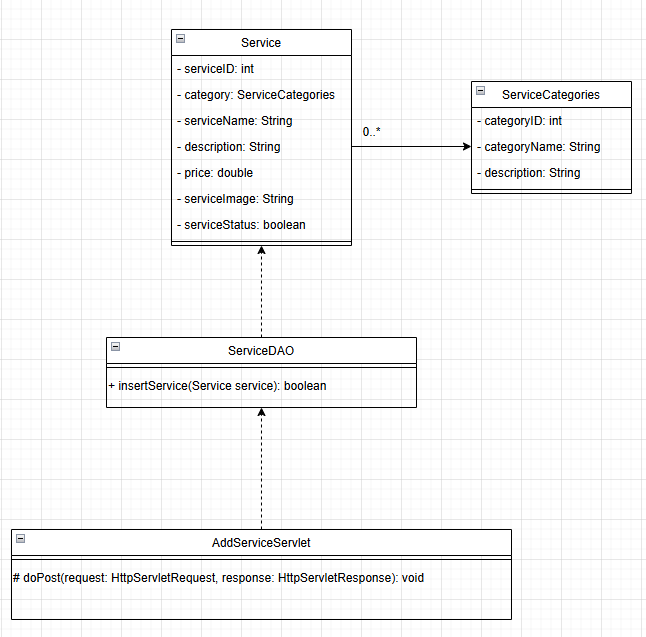 Service
- serviceID: int
- category: ServiceCategories
- serviceName: String
- description: String
- price: double
- serviceImage: String
- serviceStatus: boolean
0..*
ServiceCategories
- categoryID: int
- categoryName: String
- description: String
ServiceDAO
+ insertService(Service service): boolean
AddServiceServlet
# doPost(request: HttpServletRequest, response: HttpServletResponse): void